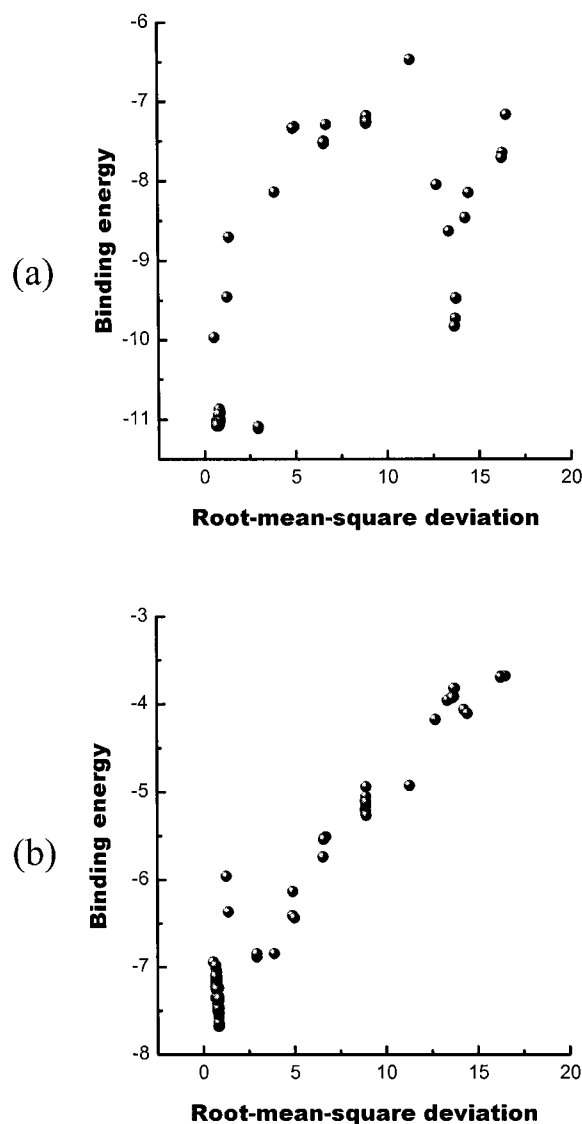 (a)
Binding energy
-6
-7
-8
-9
-10
-11
0 5 10 15 20
Root-mean-square deviation
(b)
Binding energy
-3
-4
-5
-6
-7
-8
0 5 10 15 20
Root-mean-square deviation